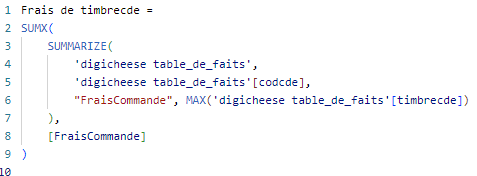 1 Frais de timbrecde =
2 SUMX(
3 SUMMARIZE(
4 'digicheese table_de_faits',
5 'digicheese table_de_faits'[codcde],
6 "FraisCommande", MAX('digicheese table_de_faits'[timbrecde])
7 ),
8 [FraisCommande]
9 )
10